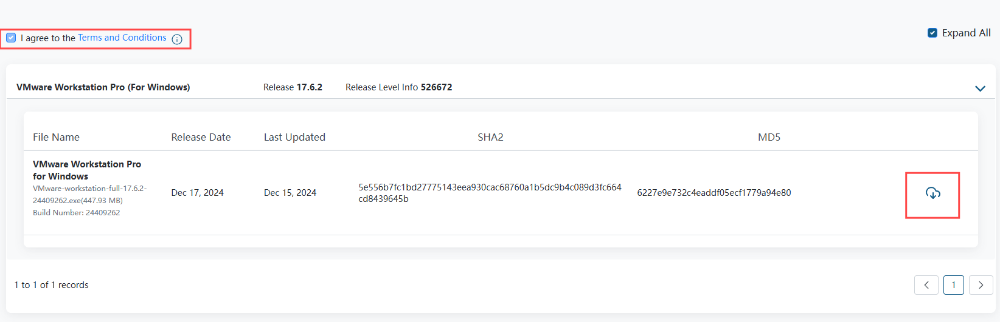 I agree to the Terms and Conditions
Expand All
VMware Workstation Pro (For Windows) Release 17.6.2 Release Level Info 526672
File Name Release Date Last Updated SHA2 MD5
VMware Workstation Pro
for Windows
VMware-workstation-full-17.6.2-
24409262.exe(447.93 MB)
Build Number: 24409262
Dec 17, 2024
Dec 15, 2024
5e556b7fc1bd27775143eea930cac68760a1b5dc9b4c089d3fc664
cd8439645b
6227e9e732c4eaddf05ecf1779a94e80
1 to 1 of 1 records
1